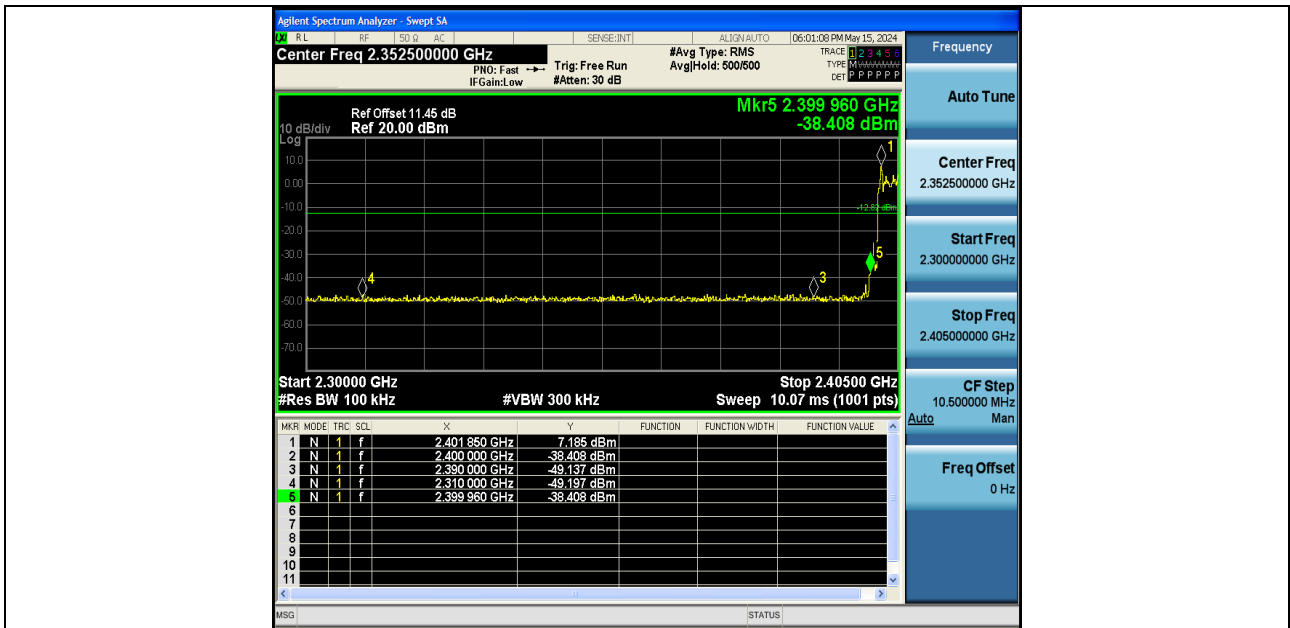 Agilent Spectrum Analyzer - Swept SA
RL RF 50 Ω AC SENSE:INT ALIGN AUTO 06:01:08 PM May 15, 2024
Center Freq 2.352500000 GHz
PNO: Fast
IFGain:Low
Trig: Free Run
#Atten: 30 dB
#Avg Type: RMS
Avg|Hold: 500/500
TRACE 1 2 3 4 5 6
TYPE M
DET P P P P P P
Frequency
Mkr5 2.399 960 GHz
-38.408 dBm
Ref Offset 11.45 dB
10 dB/div Ref 20.00 dBm
Log
10.0
0.00
-10.0
-20.0
-30.0
-40.0
-50.0
-60.0
-70.0
1
-12.82 dBm
5
4
3
Start 2.30000 GHz Stop 2.40500 GHz
#Res BW 100 kHz #VBW 300 kHz Sweep 10.07 ms (1001 pts)
MKR MODE TRC SCL X Y FUNCTION FUNCTION WIDTH FUNCTION VALUE
1 N 1 f 2.401 850 GHz 7.185 dBm
2 N 1 f 2.400 000 GHz -38.408 dBm
3 N 1 f 2.390 000 GHz -49.137 dBm
4 N 1 f 2.310 000 GHz -49.197 dBm
5 N 1 f 2.399 960 GHz -38.408 dBm
6
7
8
9
10
11
MSG STATUS
Auto Tune
Center Freq
2.352500000 GHz
Start Freq
2.300000000 GHz
Stop Freq
2.405000000 GHz
CF Step
10.500000 MHz
Auto Man
Freq Offset
0 Hz